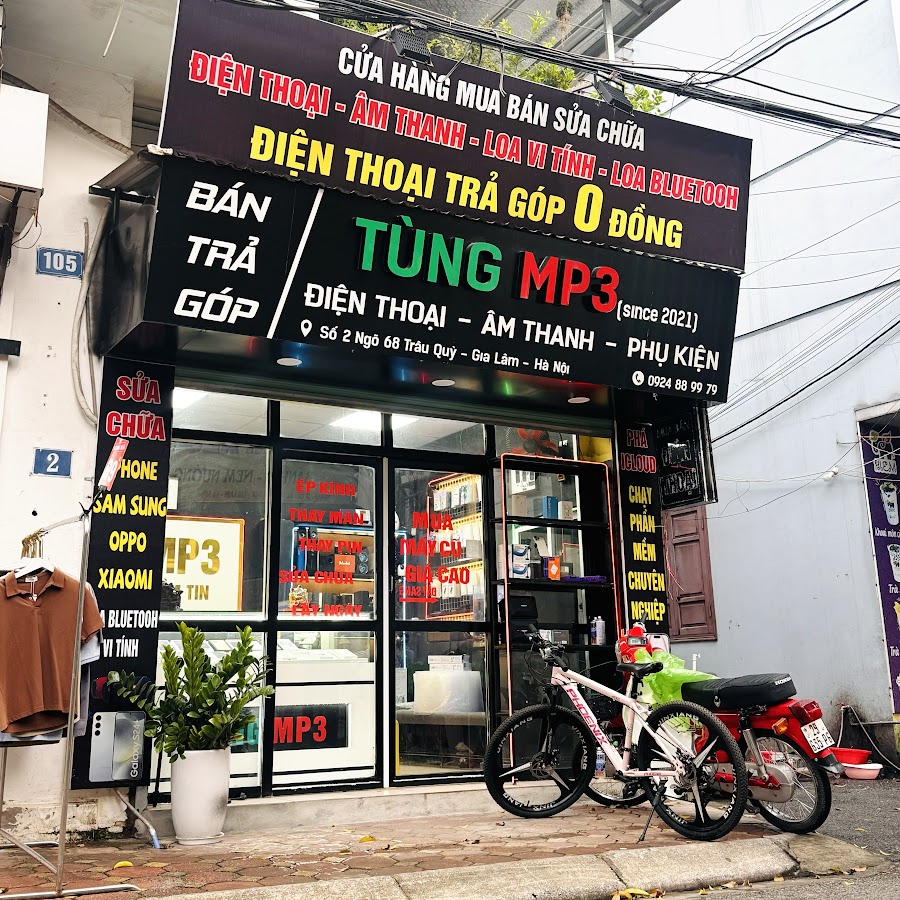 CỬA HÀNG MUA BÁN SỬA CHỮA
ĐIỆN THOẠI - ÂM THANH - LOA VI TÍNH - LOA BLUETOOH
ĐIỆN THOẠI TRẢ GÓP 0 ĐỒNG
BÁN
TRẢ
GÓP
TÙNG MP3 (since 2021)
ĐIỆN THOẠI - ÂM THANH - PHỤ KIỆN
Số 2 Ngõ 68 Trâu Quỳ - Gia Lâm - Hà Nội
0924 88 99 79
105
2
SỬA
CHỮA
PHONE
SAM SUNG
OPPO
XIAOMI
A BLUETOOH
VI TÍNH
Galaxy S24
MP3
TIN
ÉP KÍNH
THAY MÀN
THAY PIN
SỬA CHỮA
LẤY NGAY
MUA
MÁY CŨ
GIÁ CAO
MP3
PHÁ
ICLOUD
CHẠY
PHẦN
MỀM
CHUYÊN
NGHIỆP
PHOENIX
HONDA